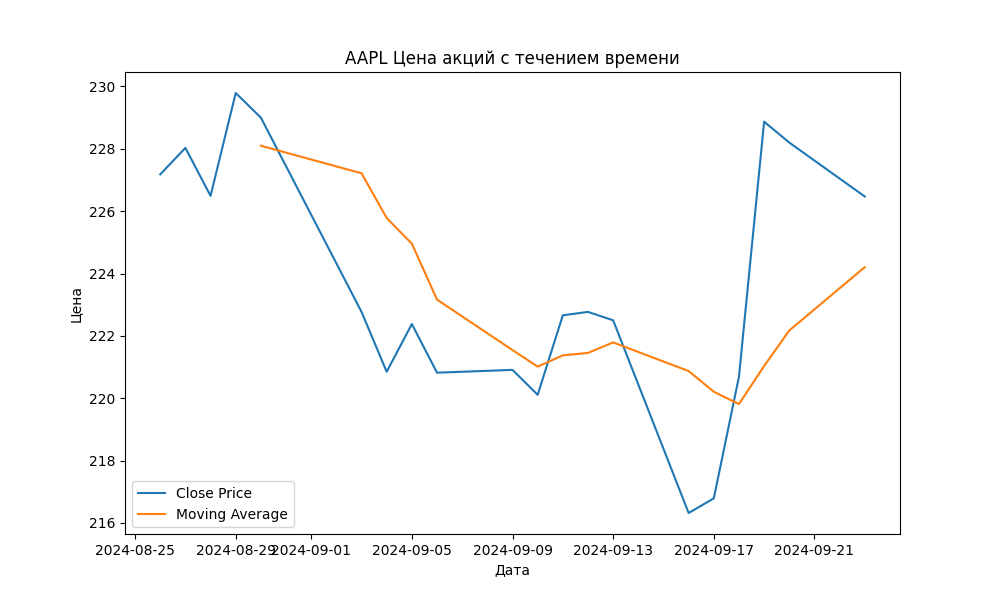 AAPL Цена акций с течением времени
Цена
230
228
226
224
222
220
218
216
Close Price
Moving Average
2024-08-25 2024-08-29 2024-09-01 2024-09-05 2024-09-09 2024-09-13 2024-09-17 2024-09-21
Дата